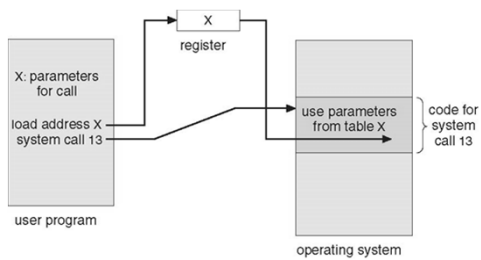 X
register
X: parameters
for call
load address X
system call 13
user program
use parameters
from table X
code for
system
call 13
operating system